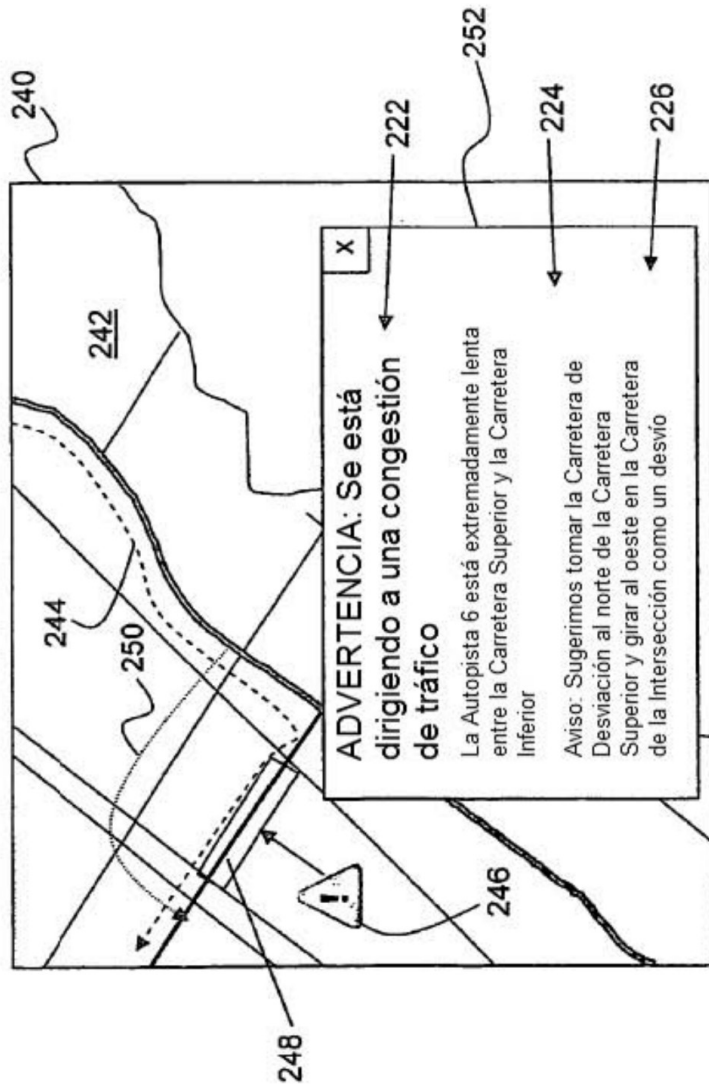 240
242
244
250
ADVERTENCIA: Se está
dirigiendo a una congestión
de tráfico
X
222
La Autopista 6 está extremadamente lenta
entre la Carretera Superior y la Carretera
Inferior
Aviso: Sugerimos tomar la Carretera de
Desviación al norte de la Carretera
Superior y girar al oeste en la Carretera
de la Intersección como un desvío
252
224
226
!
246
248